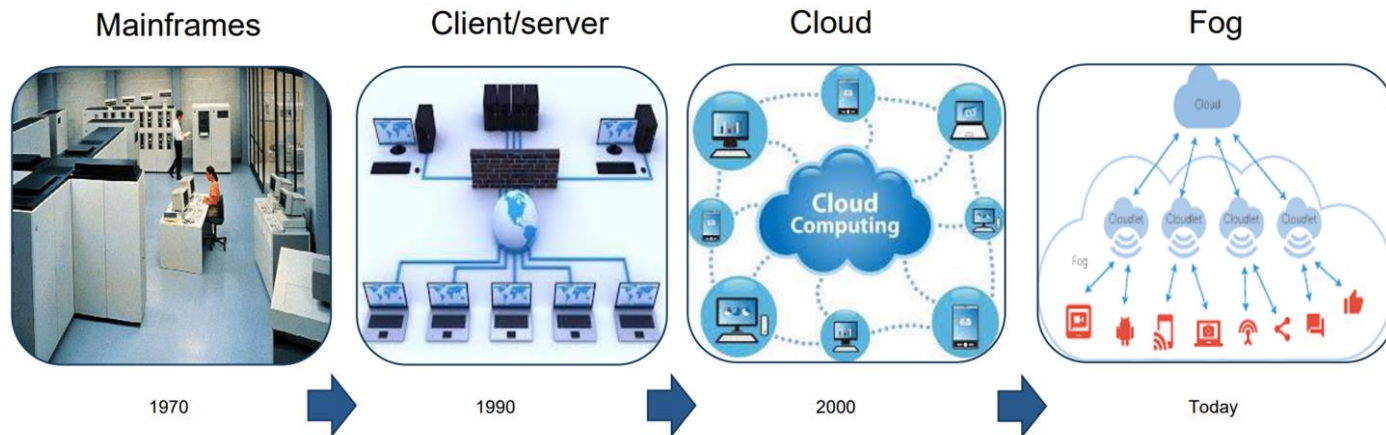 Mainframes
Client/server
Cloud
Fog
Cloud
Computing
Cloud
Cloudlet
Cloudlet
Cloudlet
Cloudlet
Fog
1970
1990
2000
Today